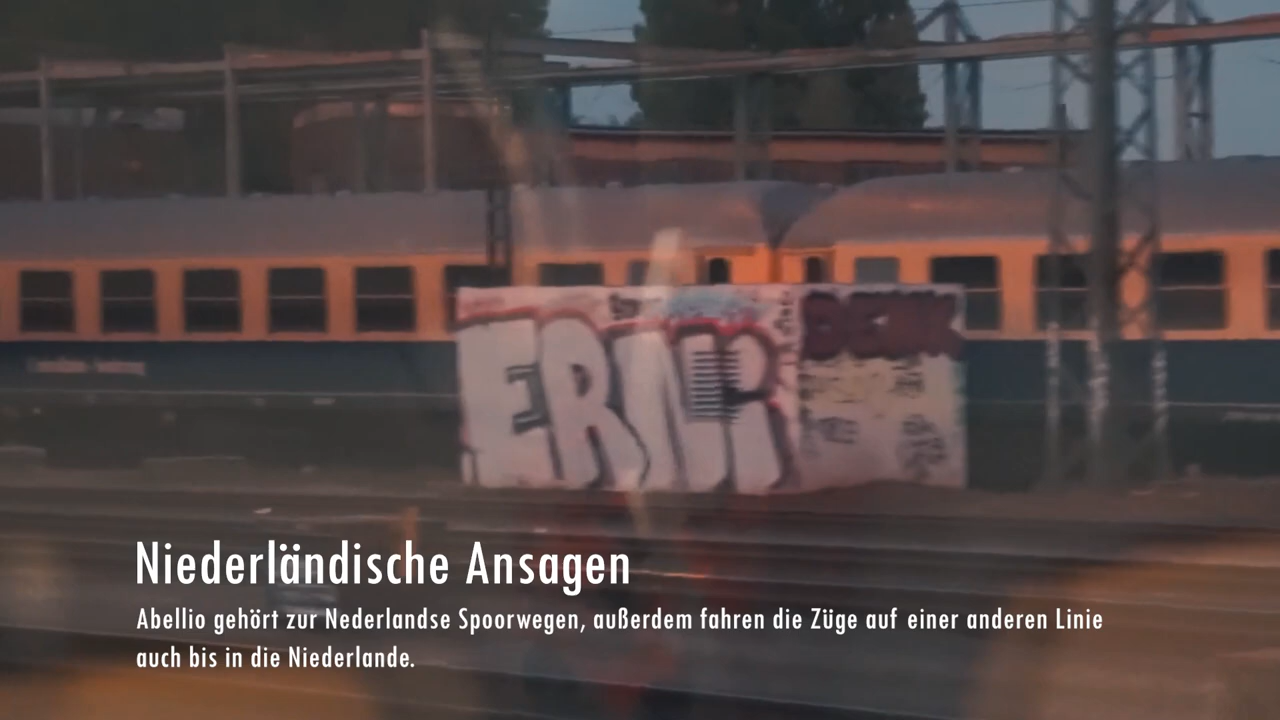 Niederländische Ansagen
Abellio gehört zur Nederlandse Spoorwegen, außerdem fahren die Züge auf einer anderen Linie
auch bis in die Niederlande.